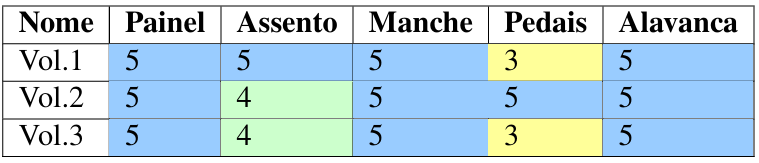 Nome Painel Assento Manche Pedais Alavanca
Vol.1 5 5 5 3 5
Vol.2 5 4 5 5 5
Vol.3 5 4 5 3 5